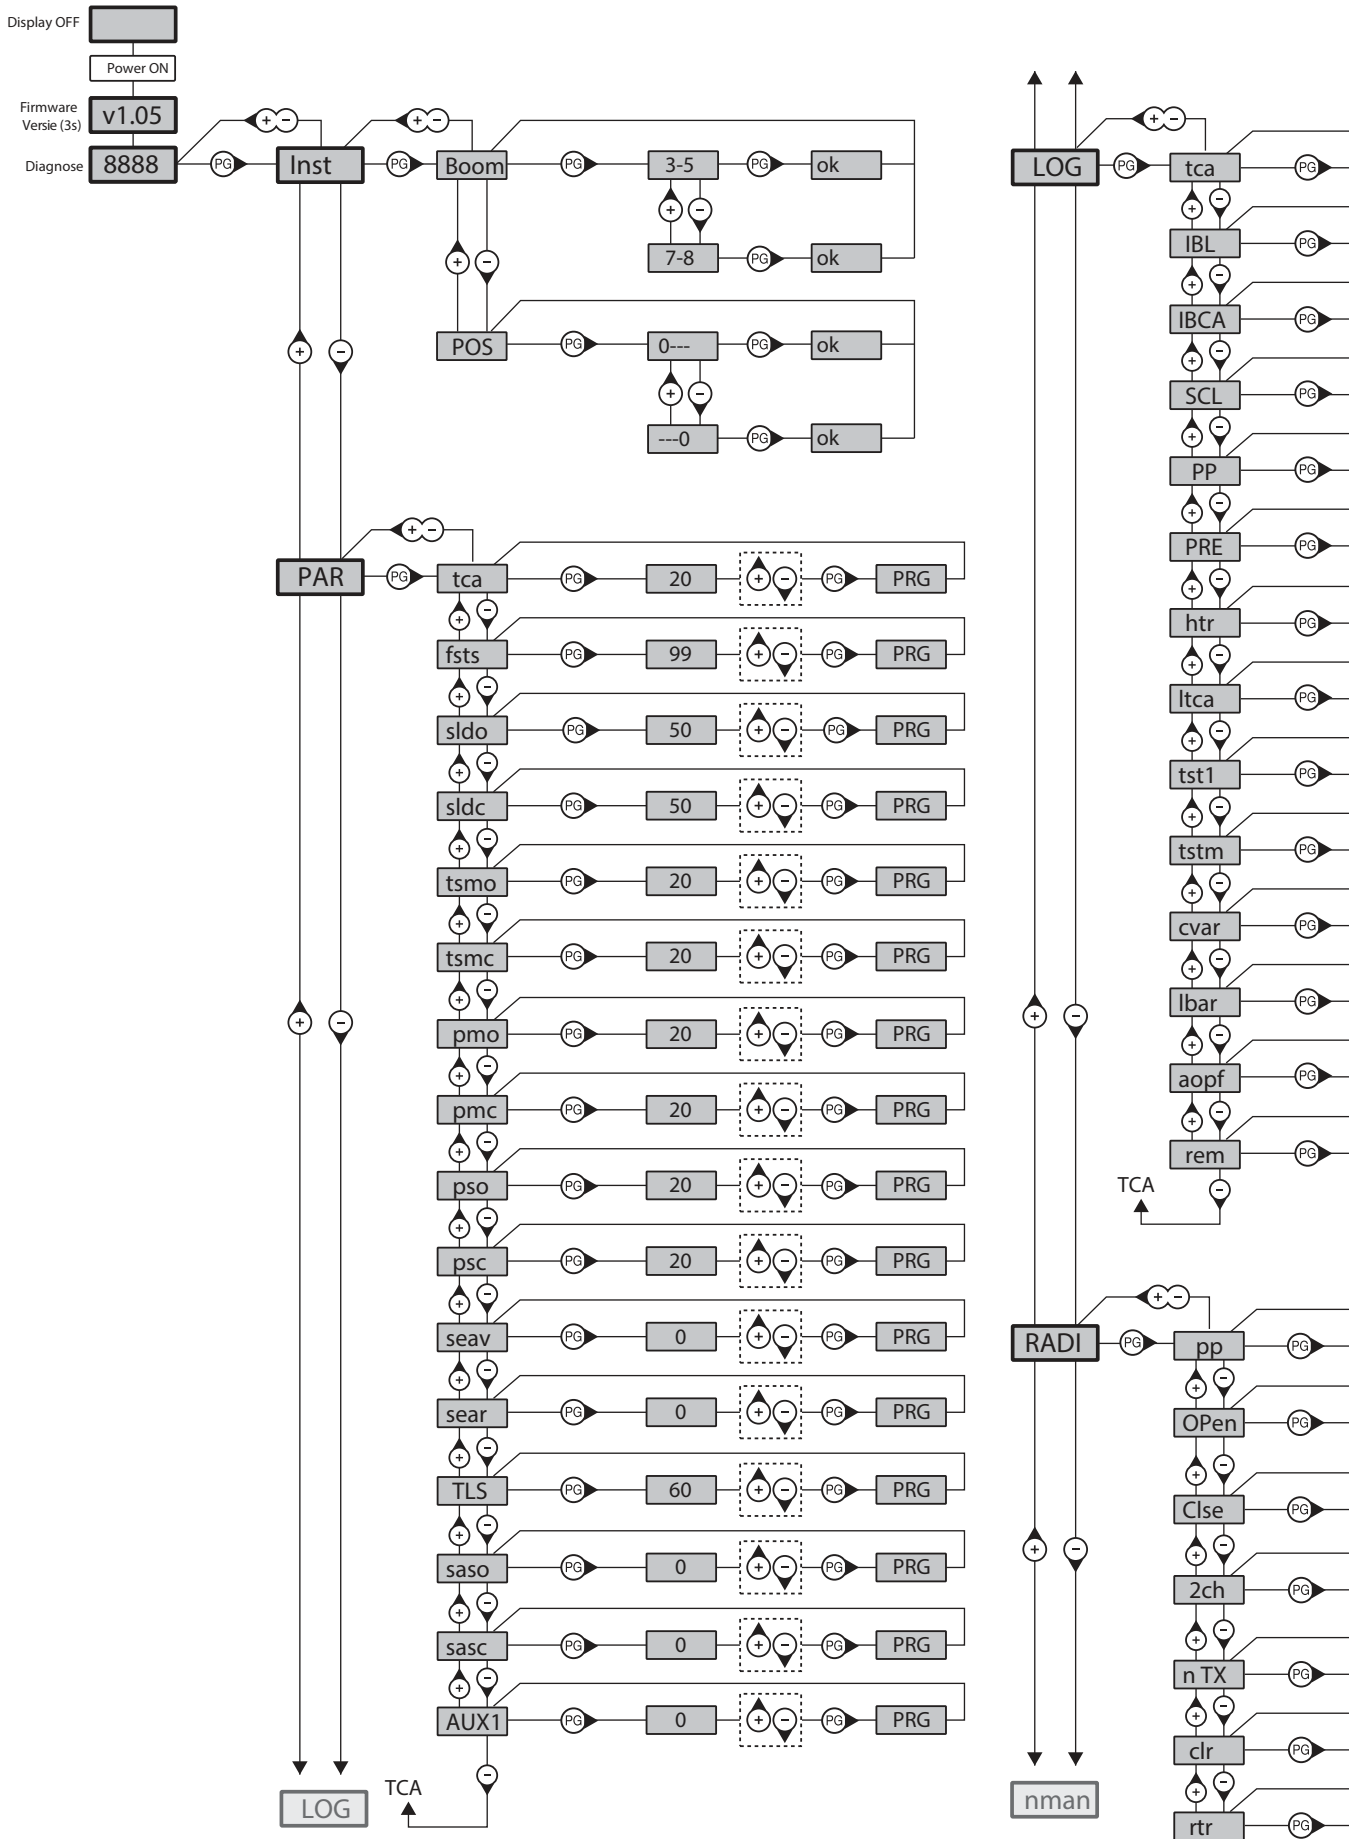 Display OFF
Power ON
Firmware
Versie (3s)
v1.05
Diagnose
8888
+ -
PG
Inst
+ -
PG
Boom
PG
3-5
PG
ok
+ -
7-8
PG
ok
+ -
POS
PG
0---
PG
ok
+ -
---0
PG
ok
+ -
+ -
PAR
PG
tca
PG
20
+ -
PG
PRG
+ -
fsts
PG
99
+ -
PG
PRG
+ -
sldo
PG
50
+ -
PG
PRG
+ -
sldc
PG
50
+ -
PG
PRG
+ -
tsmo
PG
20
+ -
PG
PRG
+ -
tsmc
PG
20
+ -
PG
PRG
+ -
pmo
PG
20
+ -
PG
PRG
+ -
pmc
PG
20
+ -
PG
PRG
+ -
pso
PG
20
+ -
PG
PRG
+ -
psc
PG
20
+ -
PG
PRG
+ -
seav
PG
0
+ -
PG
PRG
+ -
sear
PG
0
+ -
PG
PRG
+ -
TLS
PG
60
+ -
PG
PRG
+ -
saso
PG
0
+ -
PG
PRG
+ -
sasc
PG
0
+ -
PG
PRG
+ -
AUX1
PG
0
+ -
PG
PRG
-
TCA
+ -
LOG
+ -
LOG
PG
tca
PG
+ -
IBL
PG
+ -
IBCA
PG
+ -
SCL
PG
+ -
PP
PG
+ -
PRE
PG
+ -
htr
PG
+ -
ltca
PG
+ -
tst1
PG
+ -
tstm
PG
+ -
cvar
PG
+ -
lbar
PG
+ -
aopf
PG
+ -
rem
PG
-
TCA
+ -
+ -
RADI
PG
pp
PG
+ -
OPen
PG
+ -
Clse
PG
+ -
2ch
PG
+ -
n TX
PG
+ -
clr
PG
+ -
rtr
PG
+ -
nman